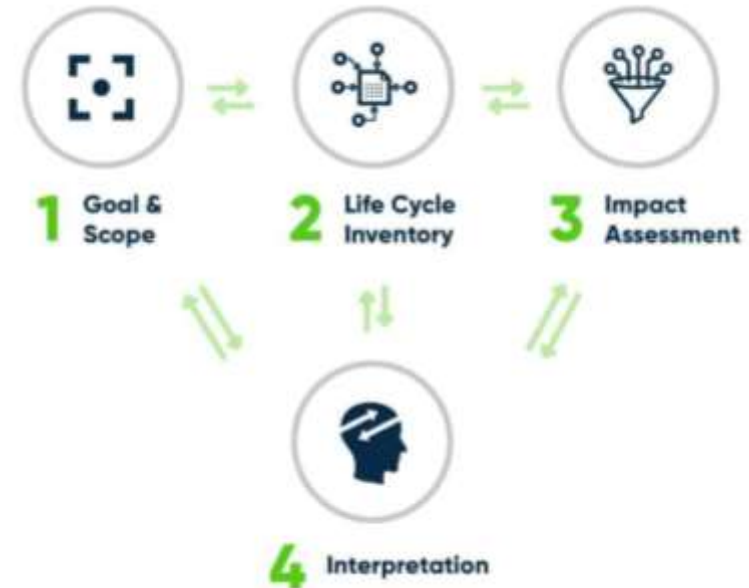 1 Goal &
Scope
2 Life Cycle
Inventory
3 Impact
Assessment
4 Interpretation